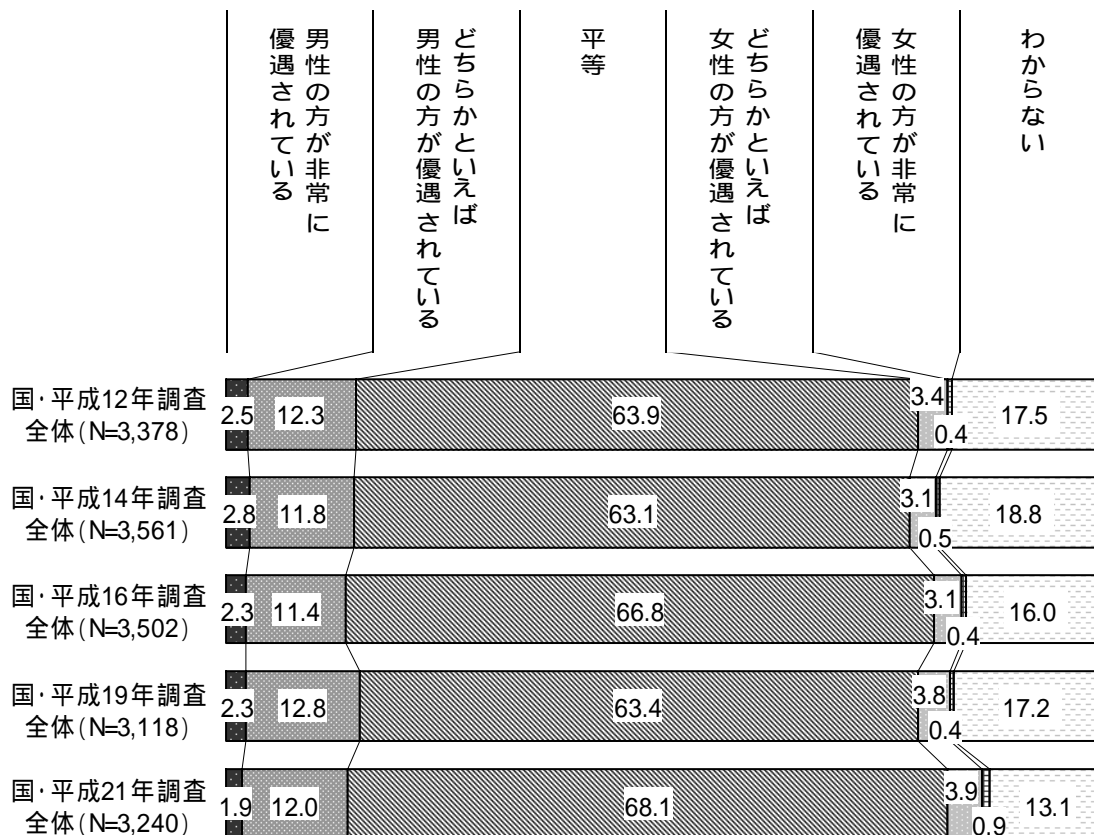 男性の方が非常に
優遇されている
どちらかといえば
男性の方が優遇されている
平等
どちらかといえば
女性の方が優遇されている
女性の方が非常に
優遇されている
わからない
国・平成12年調査
全体(N=3,378)
2.5 12.3 63.9 3.4 0.4 17.5
国・平成14年調査
全体(N=3,561)
2.8 11.8 63.1 3.1 0.5 18.8
国・平成16年調査
全体(N=3,502)
2.3 11.4 66.8 3.1 0.4 16.0
国・平成19年調査
全体(N=3,118)
2.3 12.8 63.4 3.8 0.4 17.2
国・平成21年調査
全体(N=3,240)
1.9 12.0 68.1 3.9 0.9 13.1